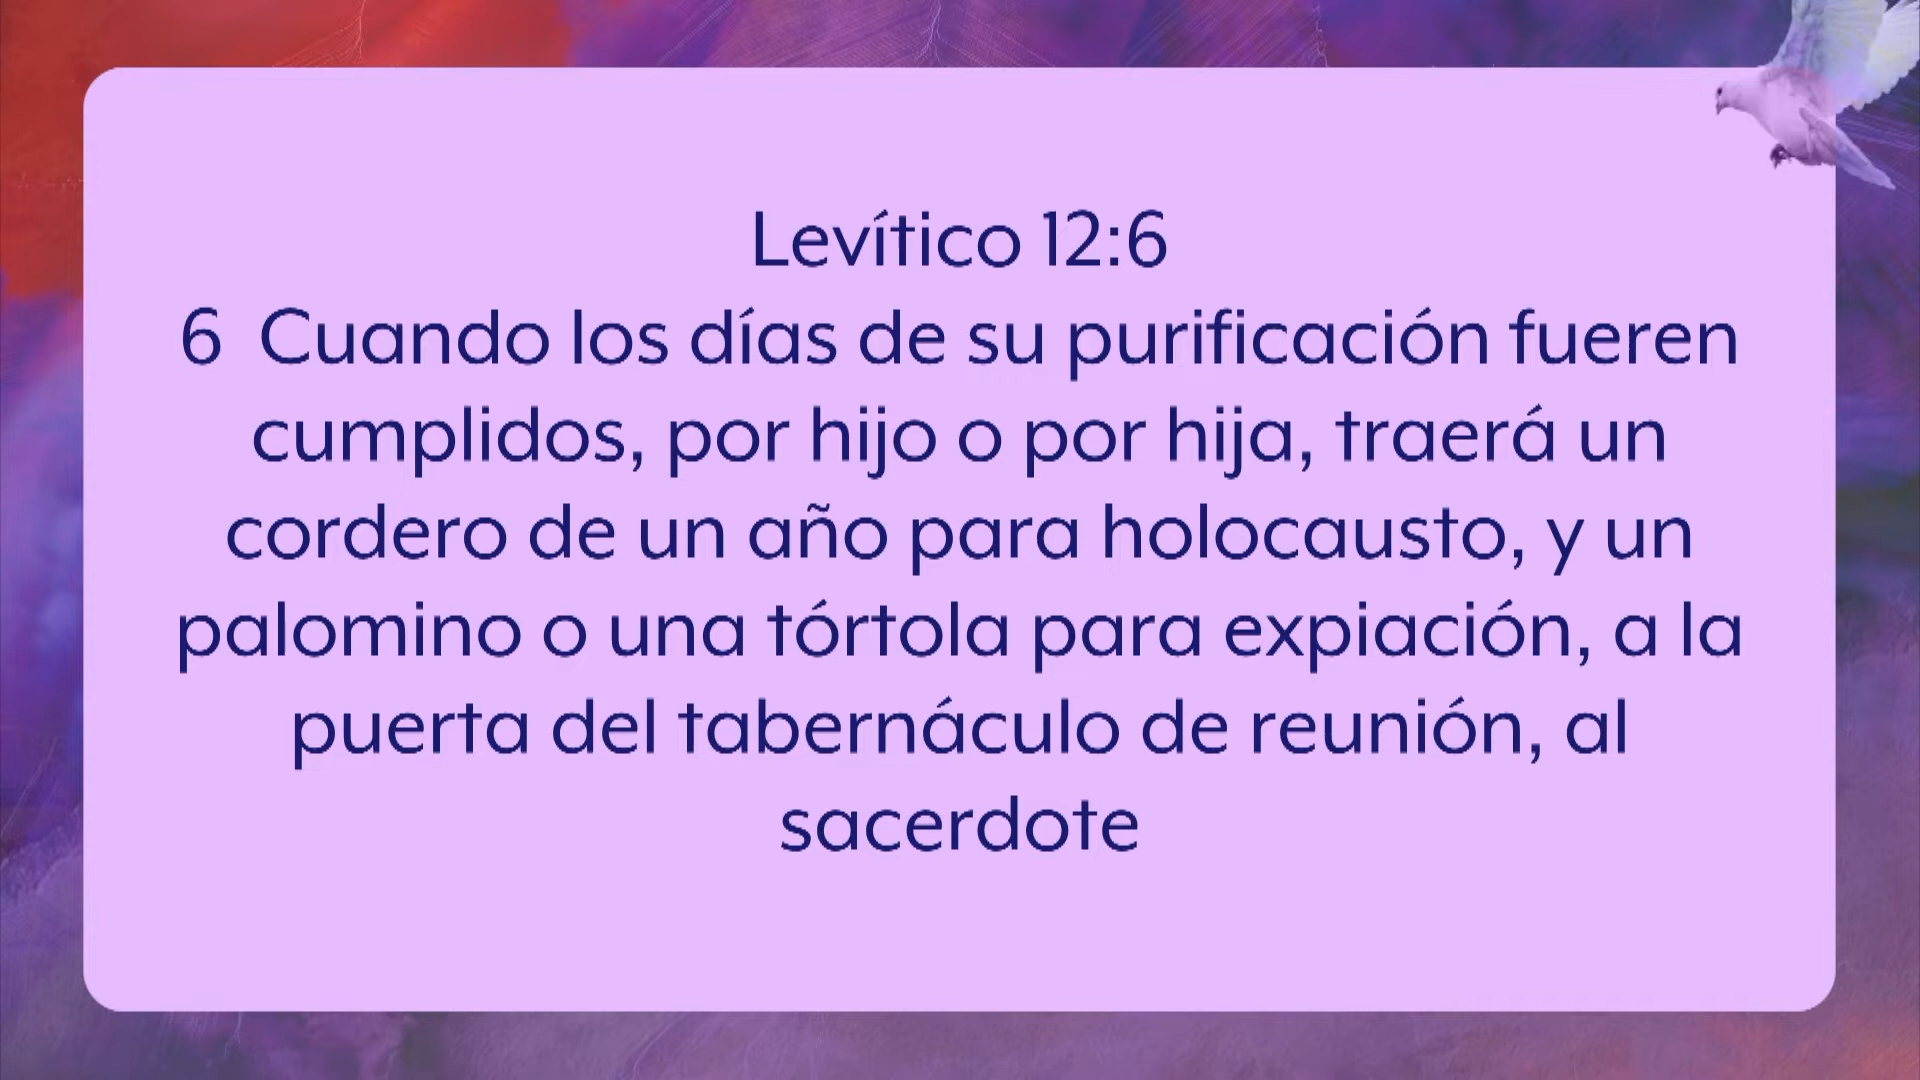 Levítico 12:6
6 Cuando los días de su purificación fueren
cumplidos, por hijo o por hija, traerá un
cordero de un año para holocausto, y un
palomino o una tórtola para expiación, a la
puerta del tabernáculo de reunión, al
sacerdote